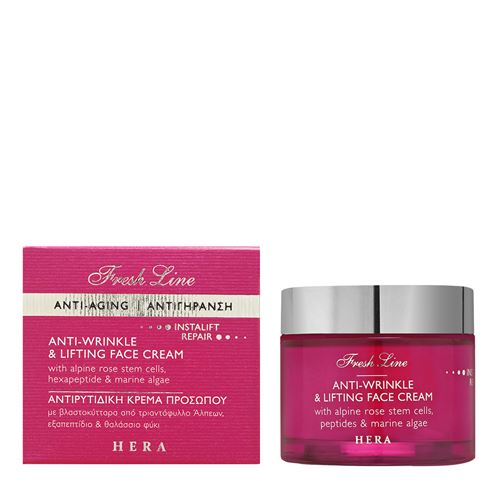 Fresh Line
ANTI-AGING ΑΝΤΙΓΗΡΑΝΣΗ
INSTALIFT
REPAIR
ANTI-WRINKLE
& LIFTING FACE CREAM
with alpine rose stem cells,
hexapeptide & marine algae
ΑΝΤΙΡΥΤΙΔΙΚΗ ΚΡΕΜΑ ΠΡΟΣΩΠΟΥ
με βλαστοκύτταρα από τριαντάφυλλα Άλπεων,
εξαπεπτίδιο & θαλάσσιο φύκι
HERA
Fresh Line
ANTI-WRINKLE
& LIFTING FACE CREAM
with alpine rose stem cells,
peptides & marine algae
HERA